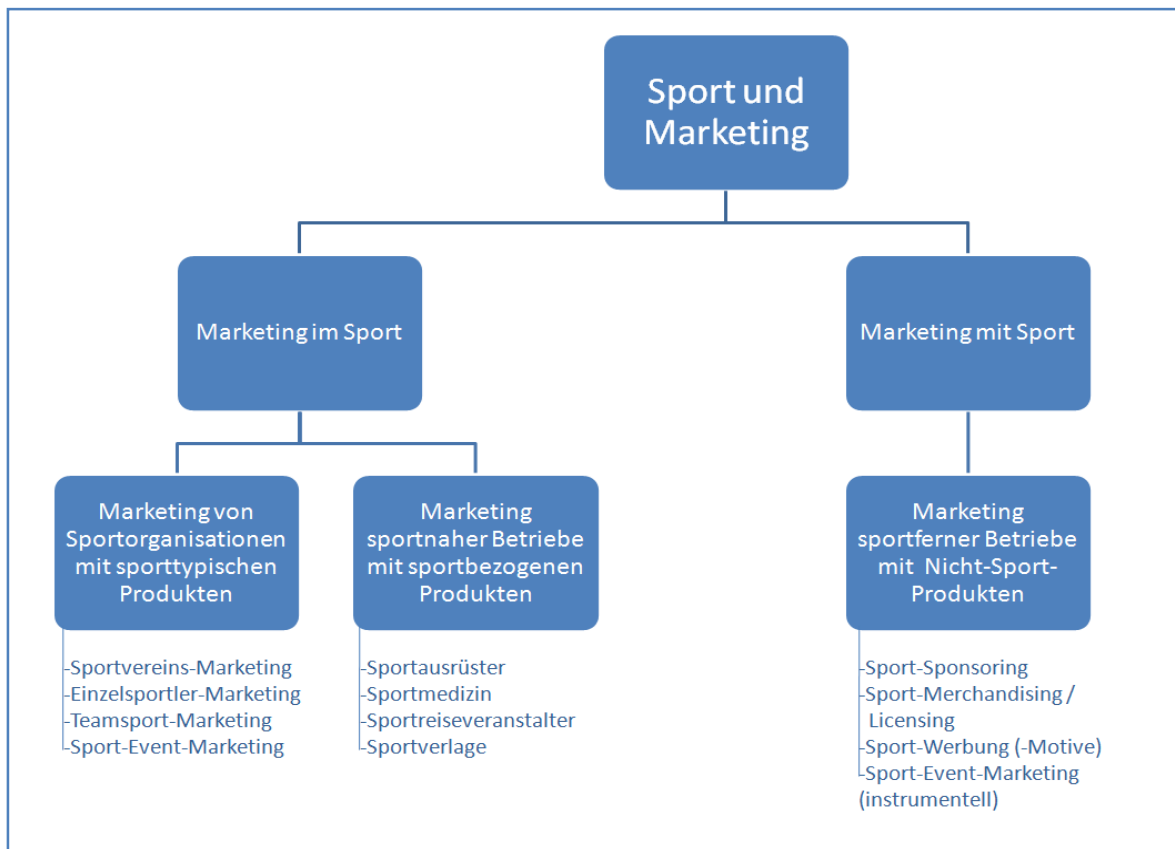 Sport und
Marketing
Marketing im Sport
Marketing mit Sport
Marketing von
Sportorganisationen
mit sporttypischen
Produkten
Marketing
sportnaher Betriebe
mit sportbezogenen
Produkten
Marketing
sportferner Betriebe
mit Nicht-Sport-
Produkten
-Sportvereins-Marketing
-Einzelsportler-Marketing
-Teamsport-Marketing
-Sport-Event-Marketing
-Sportausrüster
-Sportmedizin
-Sportreiseveranstalter
-Sportverlage
-Sport-Sponsoring
-Sport-Merchandising /
Licensing
-Sport-Werbung (-Motive)
-Sport-Event-Marketing
(instrumentell)